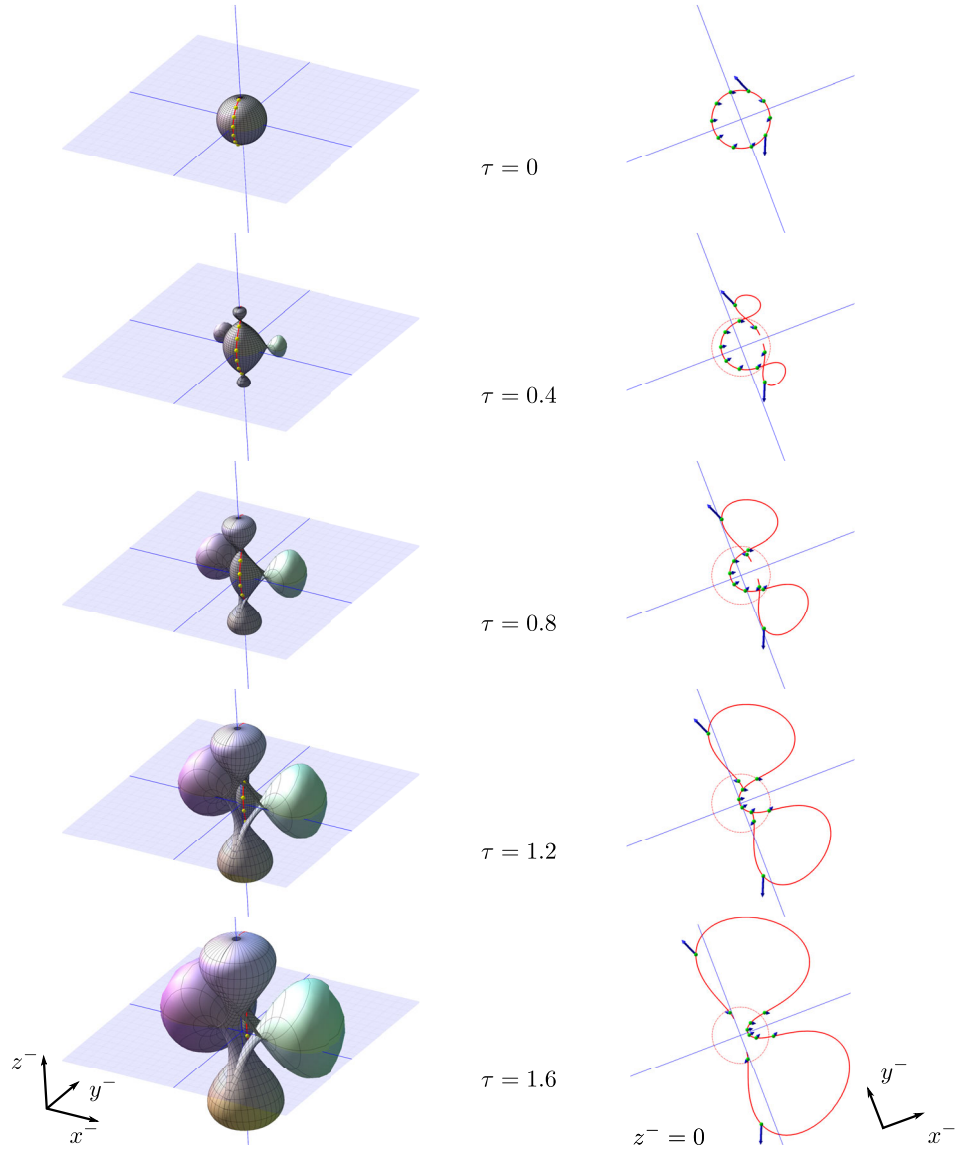 τ = 0
τ = 0.4
τ = 0.8
τ = 1.2
τ = 1.6
z⁻
y⁻
x⁻
z⁻ = 0
y⁻
x⁻